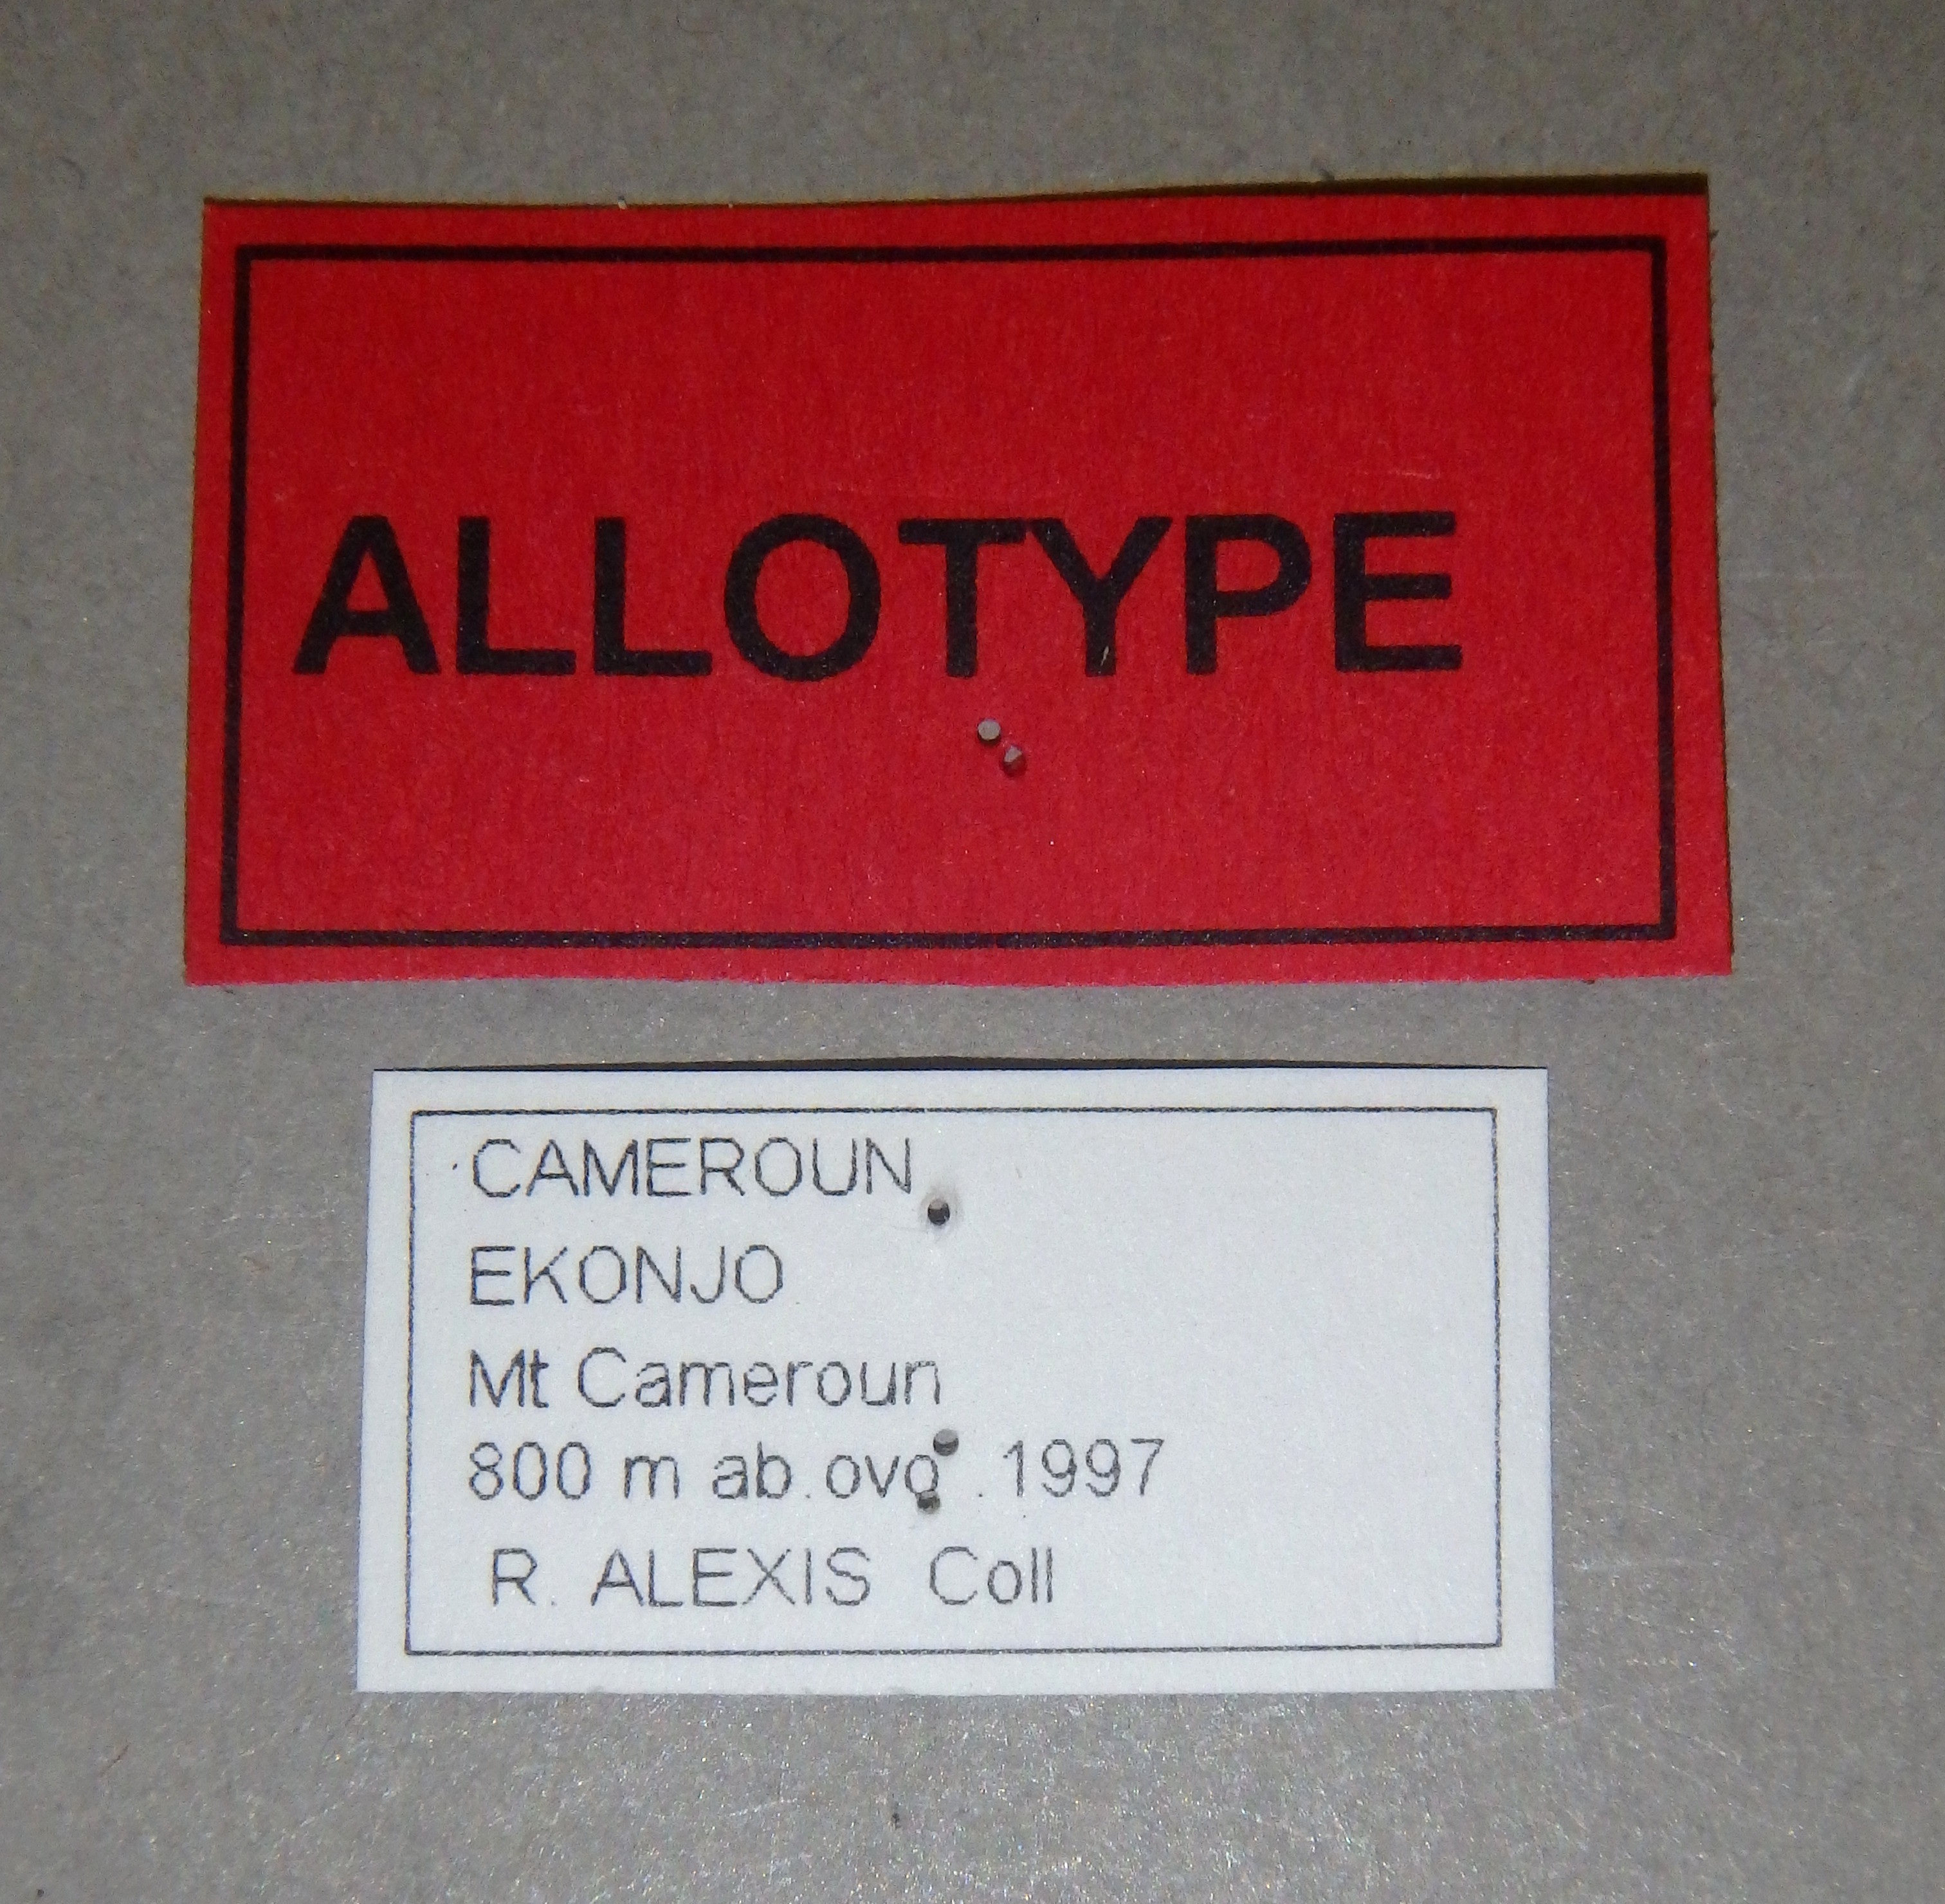 ALLOTYPE
CAMEROUN
EKONJO
Mt Cameroun
800 m ab.ovo .1997
R. ALEXIS Coll